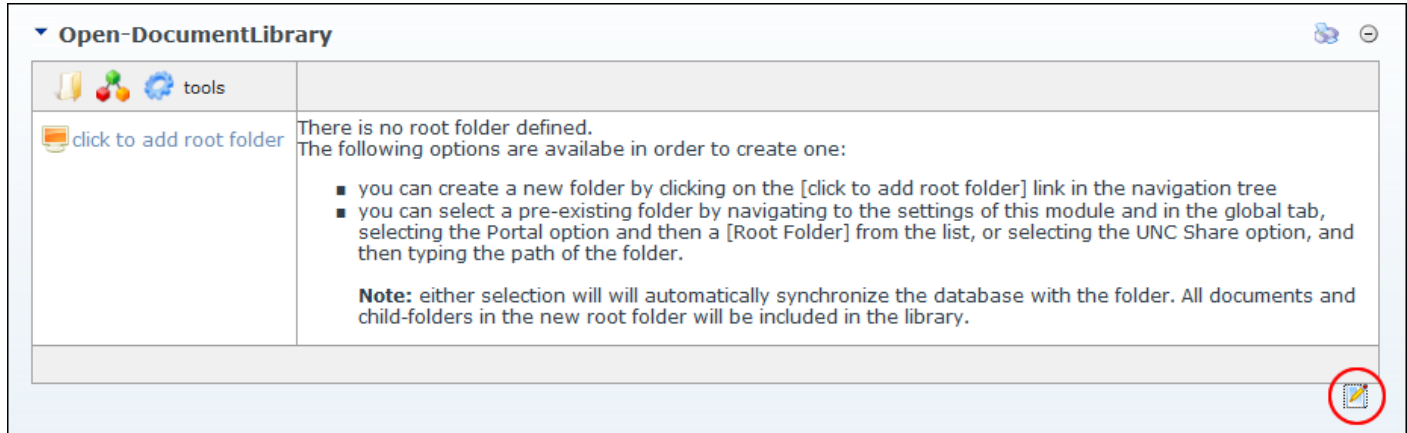 Open-DocumentLibrary
tools
click to add root folder
There is no root folder defined.
The following options are availabe in order to create one:
▪ you can create a new folder by clicking on the [click to add root folder] link in the navigation tree
▪ you can select a pre-existing folder by navigating to the settings of this module and in the global tab,
selecting the Portal option and then a [Root Folder] from the list, or selecting the UNC Share option, and
then typing the path of the folder.
Note: either selection will will automatically synchronize the database with the folder. All documents and
child-folders in the new root folder will be included in the library.